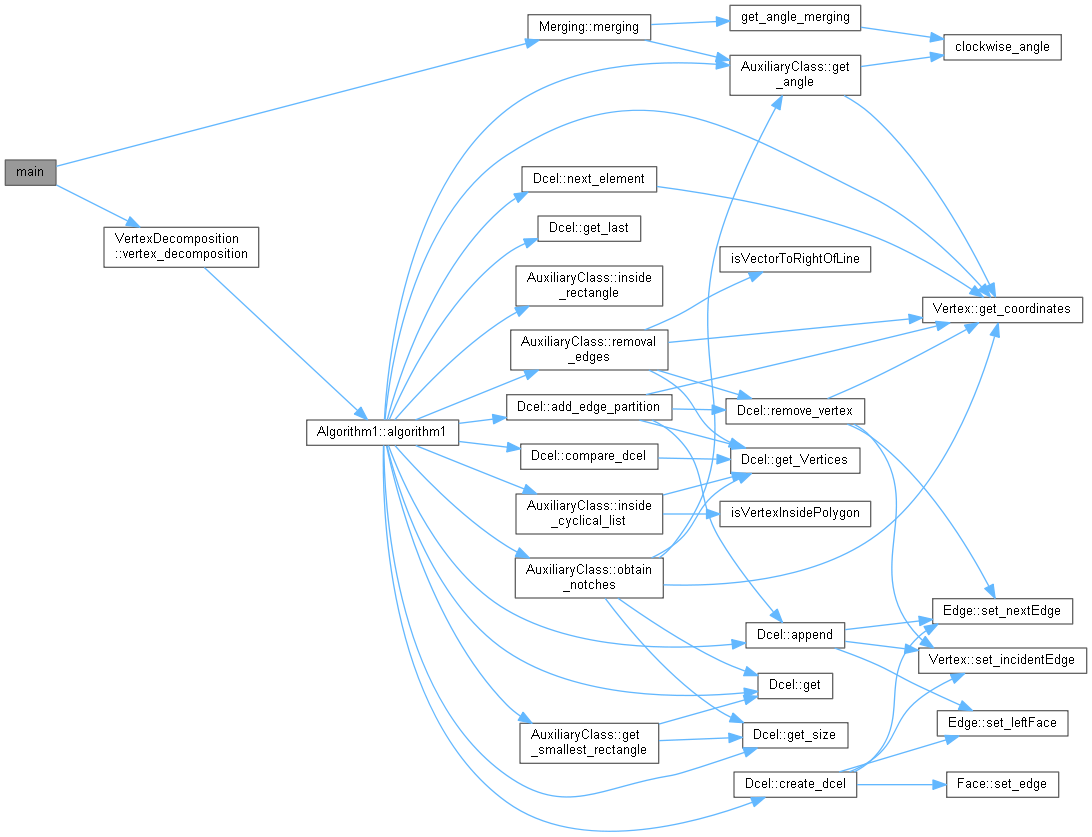 main
VertexDecomposition
::vertex_decomposition
Algorithm1::algorithm1
Merging::merging
Dcel::next_element
Dcel::get_last
AuxiliaryClass::inside
_rectangle
AuxiliaryClass::removal
_edges
Dcel::add_edge_partition
Dcel::compare_dcel
AuxiliaryClass::inside
_cyclical_list
AuxiliaryClass::obtain
_notches
AuxiliaryClass::get
_smallest_rectangle
get_angle_merging
AuxiliaryClass::get
_angle
isVectorToRightOfLine
Dcel::remove_vertex
Dcel::get_Vertices
isVertexInsidePolygon
Dcel::append
Dcel::get
Dcel::get_size
Dcel::create_dcel
clockwise_angle
Vertex::get_coordinates
Edge::set_nextEdge
Vertex::set_incidentEdge
Edge::set_leftFace
Face::set_edge